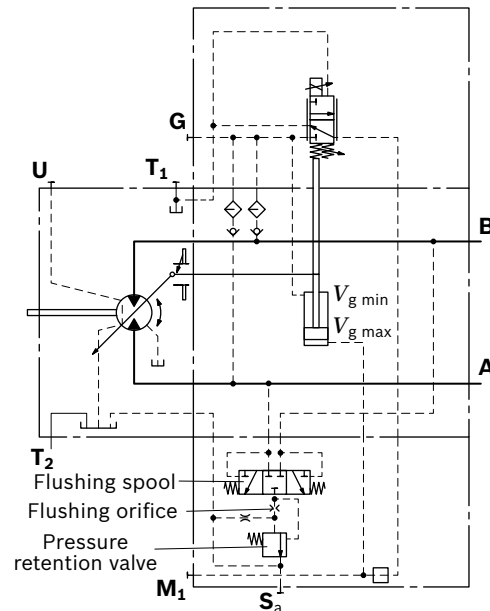 G
T1
U
B
Vg min
Vg max
A
T2
Flushing spool
Flushing orifice
Pressure
retention valve
M1
Sa